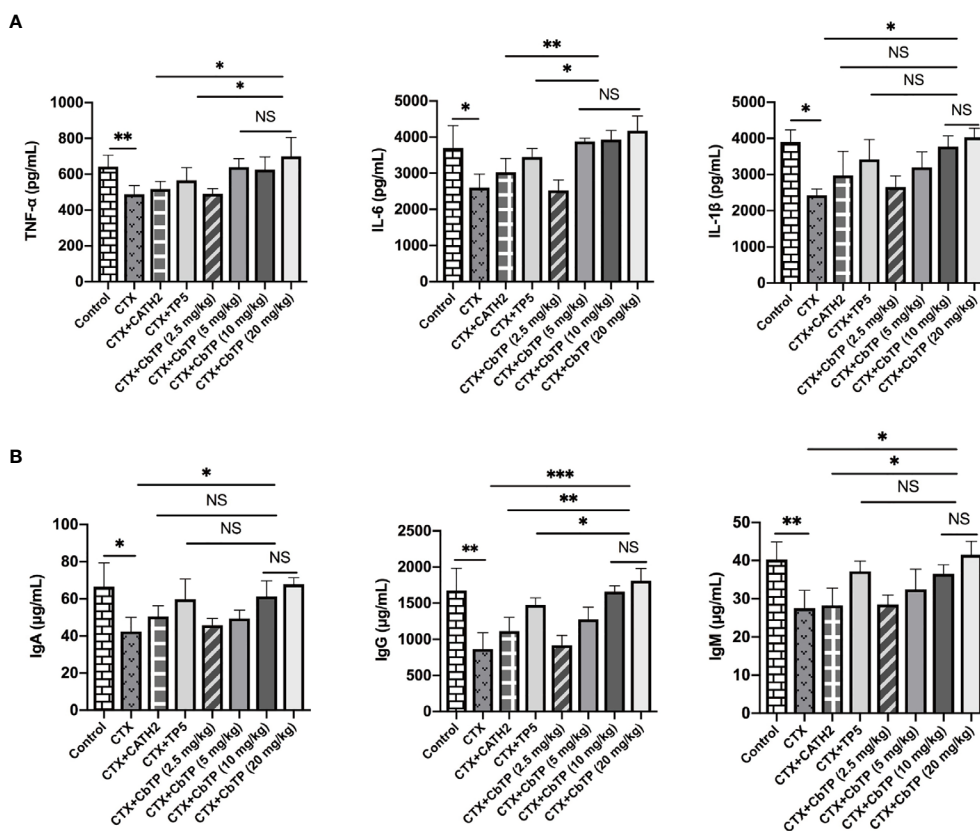 A
*
*
NS
**
TNF-α (pg/mL)
1000
800
600
400
200
0
Control
CTX
CTX+CATH2
CTX+TP5
CTX+CbTP (2.5 mg/kg)
CTX+CbTP (5 mg/kg)
CTX+CbTP (10 mg/kg)
CTX+CbTP (20 mg/kg)
**
*
NS
*
IL-6 (pg/mL)
5000
4000
3000
2000
1000
0
Control
CTX
CTX+CATH2
CTX+TP5
CTX+CbTP (2.5 mg/kg)
CTX+CbTP (5 mg/kg)
CTX+CbTP (10 mg/kg)
CTX+CbTP (20 mg/kg)
*
NS
NS
NS
*
IL-1β (pg/mL)
5000
4000
3000
2000
1000
0
Control
CTX
CTX+CATH2
CTX+TP5
CTX+CbTP (2.5 mg/kg)
CTX+CbTP (5 mg/kg)
CTX+CbTP (10 mg/kg)
CTX+CbTP (20 mg/kg)
B
*
NS
NS
NS
*
IgA (μg/mL)
100
80
60
40
20
0
Control
CTX
CTX+CATH2
CTX+TP5
CTX+CbTP (2.5 mg/kg)
CTX+CbTP (5 mg/kg)
CTX+CbTP (10 mg/kg)
CTX+CbTP (20 mg/kg)
***
**
*
NS
**
IgG (μg/mL)
2500
2000
1500
1000
500
0
Control
CTX
CTX+CATH2
CTX+TP5
CTX+CbTP (2.5 mg/kg)
CTX+CbTP (5 mg/kg)
CTX+CbTP (10 mg/kg)
CTX+CbTP (20 mg/kg)
*
*
NS
NS
**
IgM (μg/mL)
50
40
30
20
10
0
Control
CTX
CTX+CATH2
CTX+TP5
CTX+CbTP (2.5 mg/kg)
CTX+CbTP (5 mg/kg)
CTX+CbTP (10 mg/kg)
CTX+CbTP (20 mg/kg)